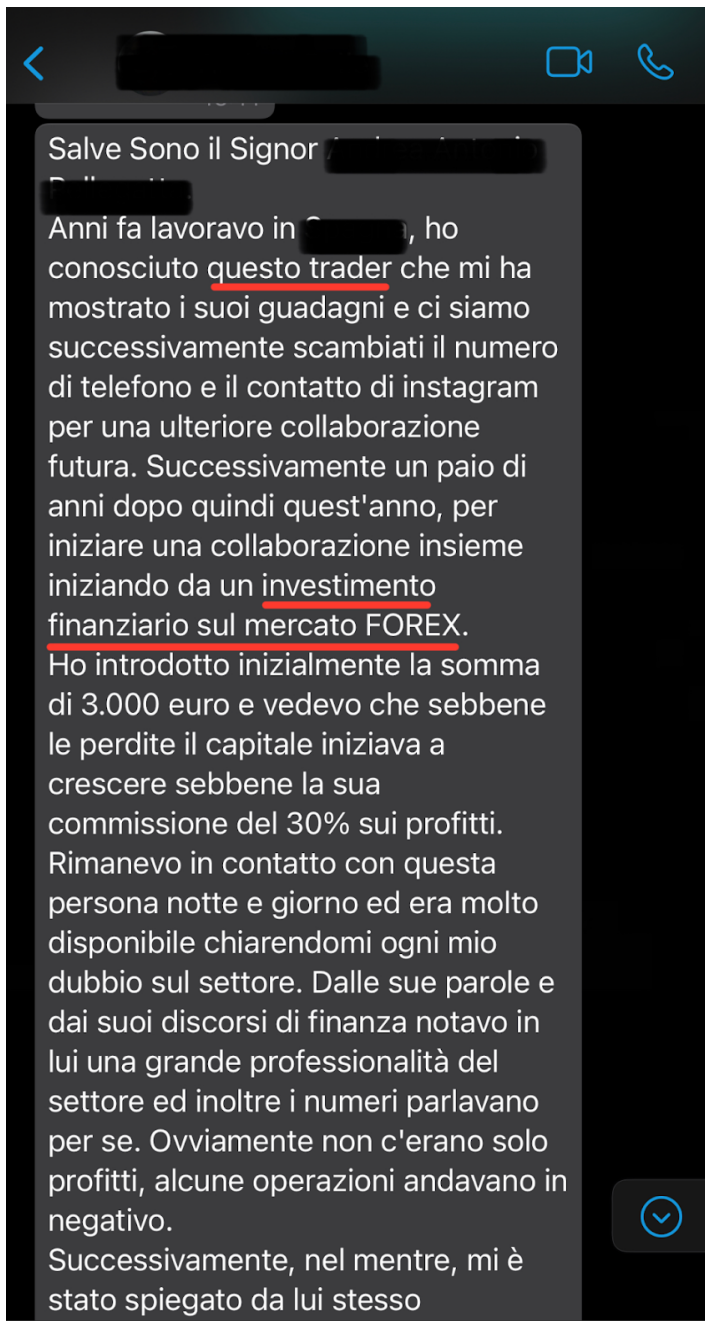 Salve Sono il Signor
Anni fa lavoravo in , ho
conosciuto questo trader che mi ha
mostrato i suoi guadagni e ci siamo
successivamente scambiati il numero
di telefono e il contatto di instagram
per una ulteriore collaborazione
futura. Successivamente un paio di
anni dopo quindi quest'anno, per
iniziare una collaborazione insieme
iniziando da un investimento
finanziario sul mercato FOREX.
Ho introdotto inizialmente la somma
di 3.000 euro e vedevo che sebbene
le perdite il capitale iniziava a
crescere sebbene la sua
commissione del 30% sui profitti.
Rimanevo in contatto con questa
persona notte e giorno ed era molto
disponibile chiarendomi ogni mio
dubbio sul settore. Dalle sue parole e
dai suoi discorsi di finanza notavo in
lui una grande professionalità del
settore ed inoltre i numeri parlavano
per se. Ovviamente non c'erano solo
profitti, alcune operazioni andavano in
negativo.
Successivamente, nel mentre, mi è
stato spiegato da lui stesso